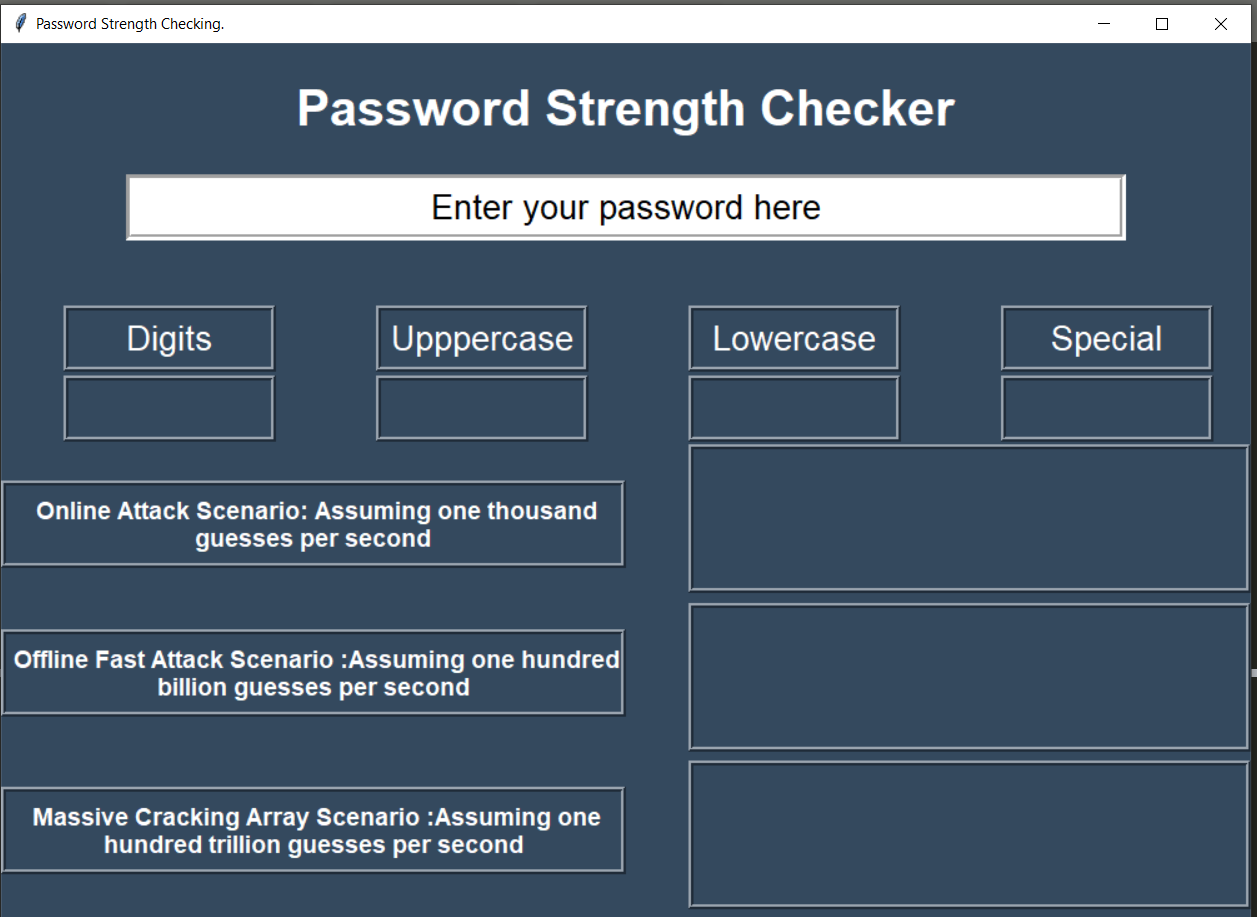 Password Strength Checking.
Password Strength Checker
Enter your password here
Digits
Upppercase
Lowercase
Special
Online Attack Scenario: Assuming one thousand
guesses per second
Offline Fast Attack Scenario :Assuming one hundred
billion guesses per second
Massive Cracking Array Scenario :Assuming one
hundred trillion guesses per second